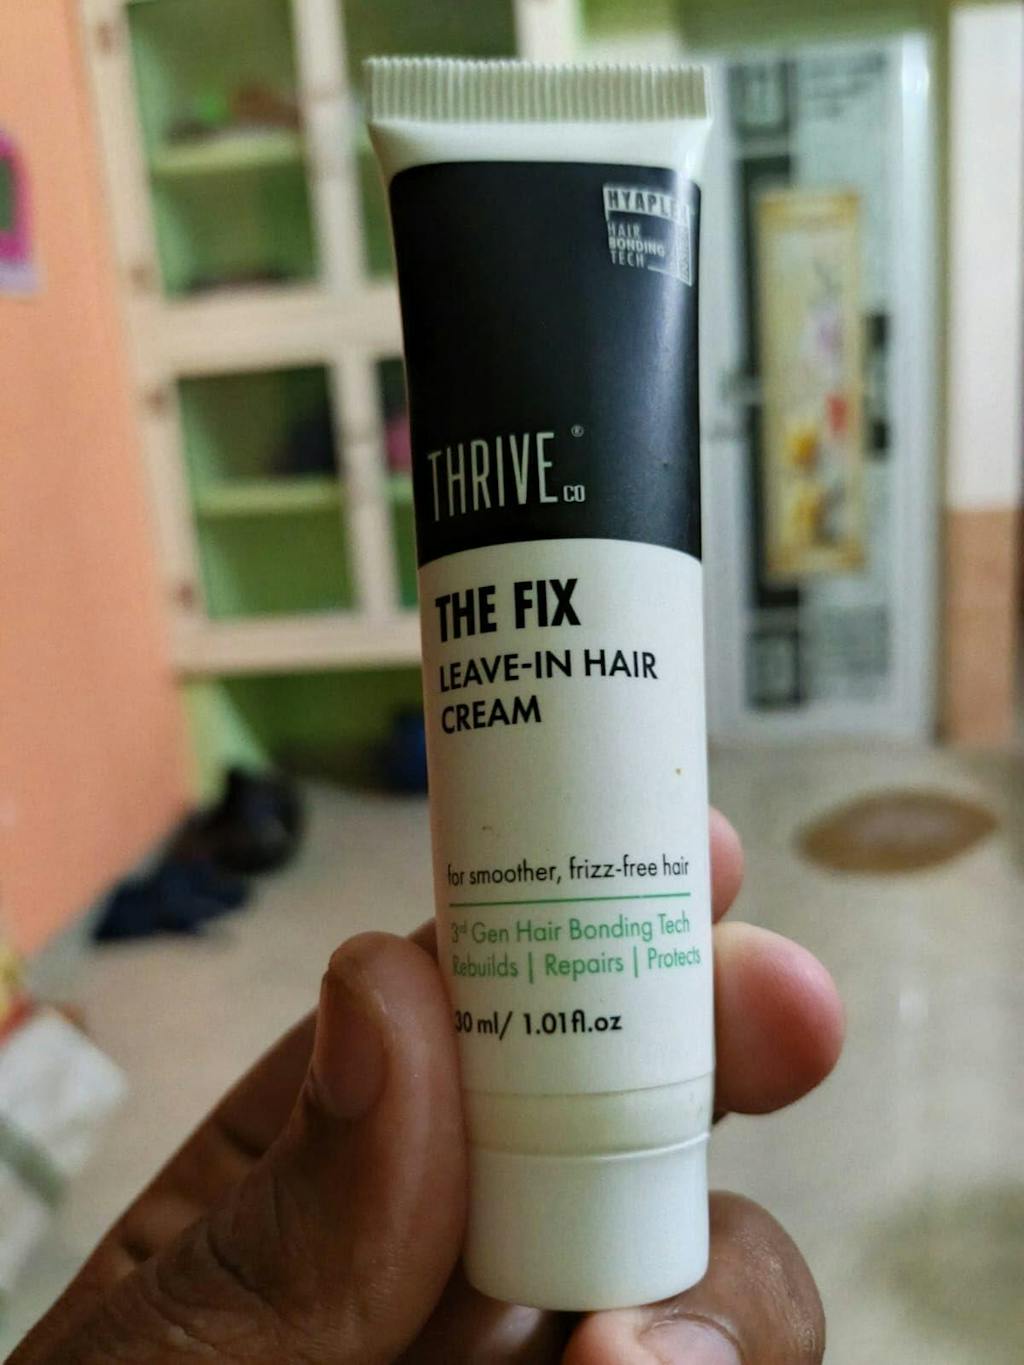 HYAPLE
HAIR
BONDING
TECH
THRIVE®
CO
THE FIX
LEAVE-IN HAIR
CREAM
for smoother, frizz-free hair
3rd Gen Hair Bonding Tech
Rebuilds | Repairs | Protects
30 ml/ 1.01fl.oz